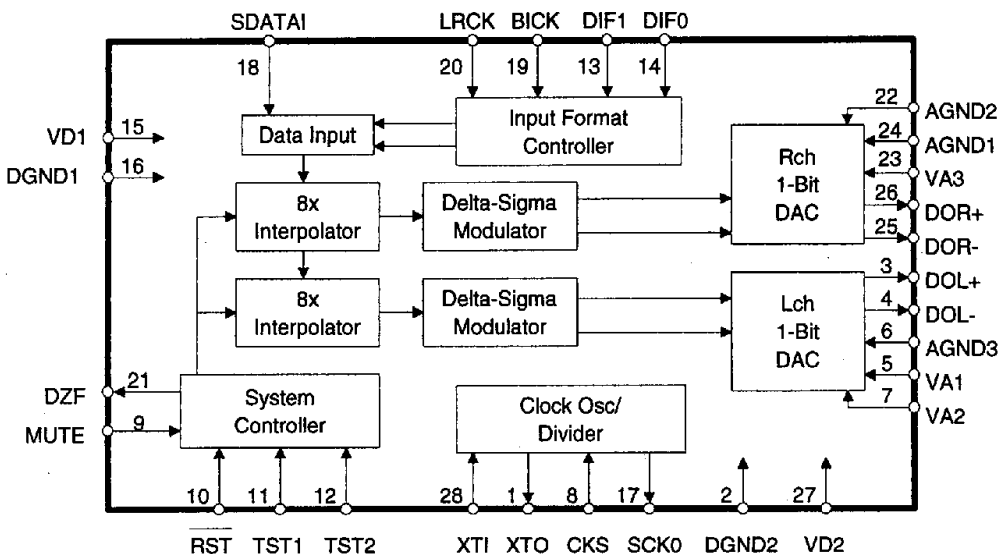 SDATAI LRCK BICK DIF1 DIF0
18 20 19 13 14
VD1 15
DGND1 16
Data Input
Input Format
Controller
8x
Interpolator
Delta-Sigma
Modulator
8x
Interpolator
Delta-Sigma
Modulator
Rch
1-Bit
DAC
22 AGND2
24 AGND1
23 VA3
26 DOR+
25 DOR-
Lch
1-Bit
DAC
3 DOL+
4 DOL-
6 AGND3
5 VA1
7 VA2
DZF 21
MUTE 9
System
Controller
Clock Osc/
Divider
10 11 12 28 1 8 17 2 27
RST TST1 TST2 XTI XTO CKS SCK0 DGND2 VD2